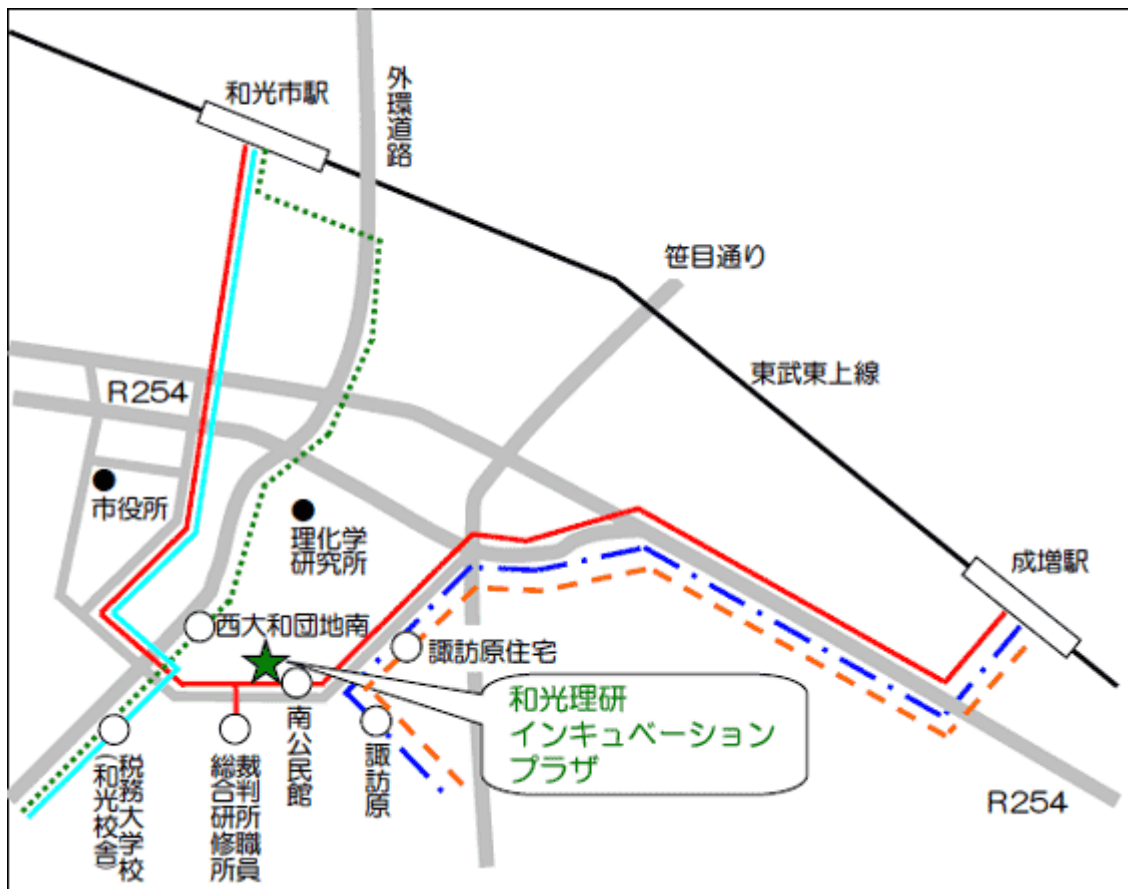 和光市駅
外環道路
笹目通り
東武東上線
R254
市役所
理化学
研究所
成増駅
西大和団地南
諏訪原住宅
和光理研
インキュベーション
プラザ
南公民館
諏訪原
裁判所職員
総合研修所
税務大学校
(和光校舎)
R254